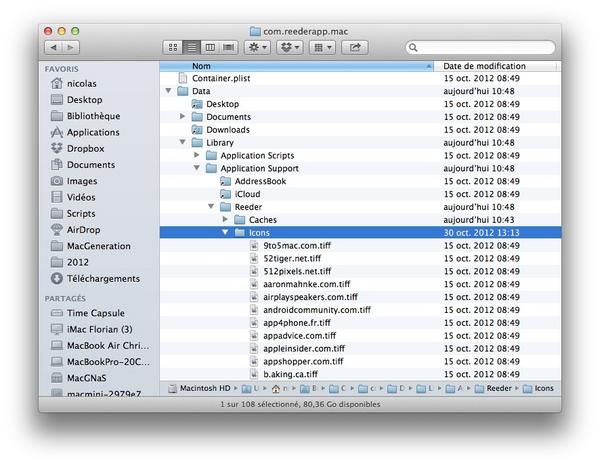 com.reederapp.mac
FAVORIS
nicolas
Desktop
Bibliothèque
Applications
Dropbox
Documents
Images
Vidéos
Scripts
AirDrop
MacGeneration
2012
Téléchargements
PARTAGÉS
Time Capsule
iMac Florian (3)
MacBook Air Chri...
MacBookPro-20C...
MacGNaS
macmini-2979e7
Nom Date de modification
Container.plist 15 oct. 2012 08:49
Data aujourd'hui 10:48
Desktop 15 oct. 2012 08:49
Documents 15 oct. 2012 08:49
Downloads 15 oct. 2012 08:49
Library aujourd'hui 10:48
Application Scripts 15 oct. 2012 08:49
Application Support aujourd'hui 10:48
AddressBook 15 oct. 2012 08:49
iCloud 15 oct. 2012 08:49
Reeder aujourd'hui 10:48
Caches aujourd'hui 10:43
Icons 30 oct. 2012 13:13
9to5mac.com.tiff 15 oct. 2012 08:49
52tiger.net.tiff 15 oct. 2012 08:49
512pixels.net.tiff 15 oct. 2012 08:49
aaronmahnke.com.tiff 15 oct. 2012 08:49
airplayspeakers.com.tiff 15 oct. 2012 08:49
androidcommunity.com.tiff 15 oct. 2012 08:49
app4phone.fr.tiff 15 oct. 2012 08:49
appadvice.com.tiff 15 oct. 2012 08:49
appleinsider.com.tiff 15 oct. 2012 08:49
appshopper.com.tiff 15 oct. 2012 08:49
b.aking.ca.tiff 15 oct. 2012 08:49
Macintosh HD U n B C c D L A Reeder Icons
1 sur 108 sélectionné, 80,36 Go disponibles